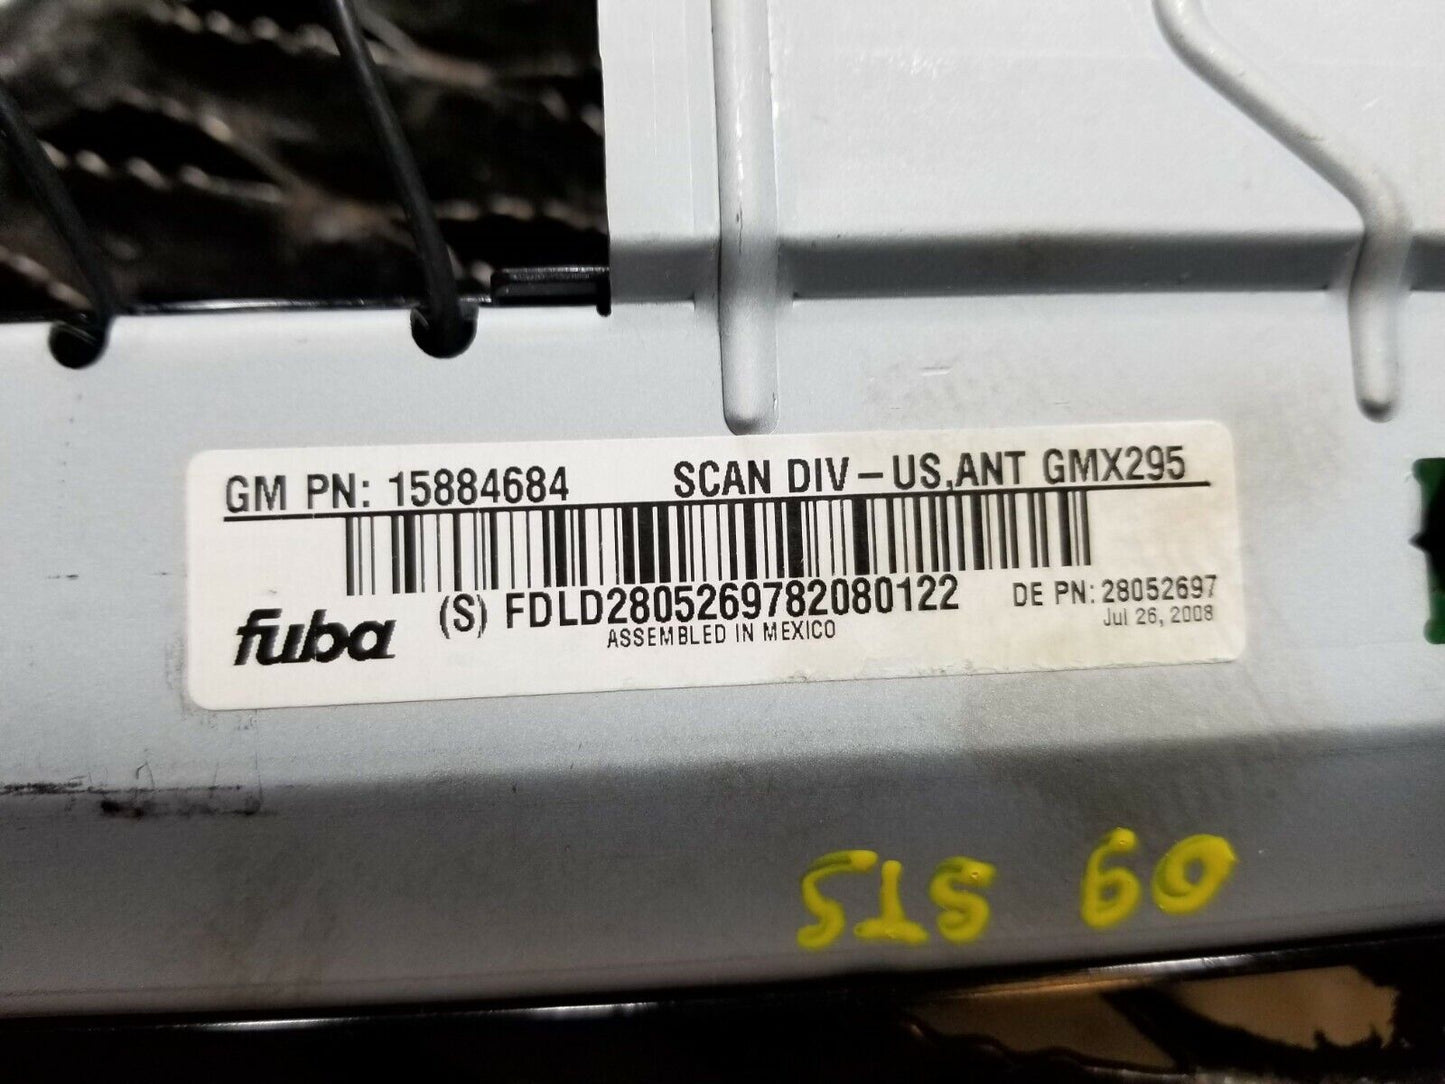 GM PN: 15884684 SCAN DIV-US,ANT GMX295
(S) FDLD2805269782080122 DE PN: 28052697
fuba ASSEMBLED IN MEXICO Jul 26, 2008
STS 09